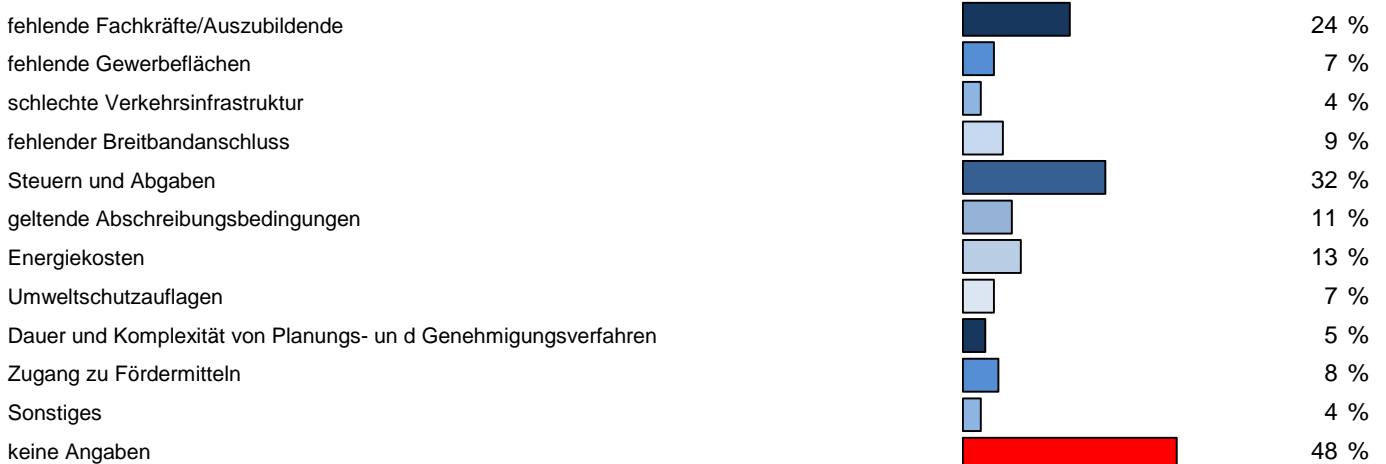 fehlende Fachkräfte/Auszubildende 24 %
fehlende Gewerbeflächen 7 %
schlechte Verkehrsinfrastruktur 4 %
fehlender Breitbandanschluss 9 %
Steuern und Abgaben 32 %
geltende Abschreibungsbedingungen 11 %
Energiekosten 13 %
Umweltschutzauflagen 7 %
Dauer und Komplexität von Planungs- un d Genehmigungsverfahren 5 %
Zugang zu Fördermitteln 8 %
Sonstiges 4 %
keine Angaben 48 %